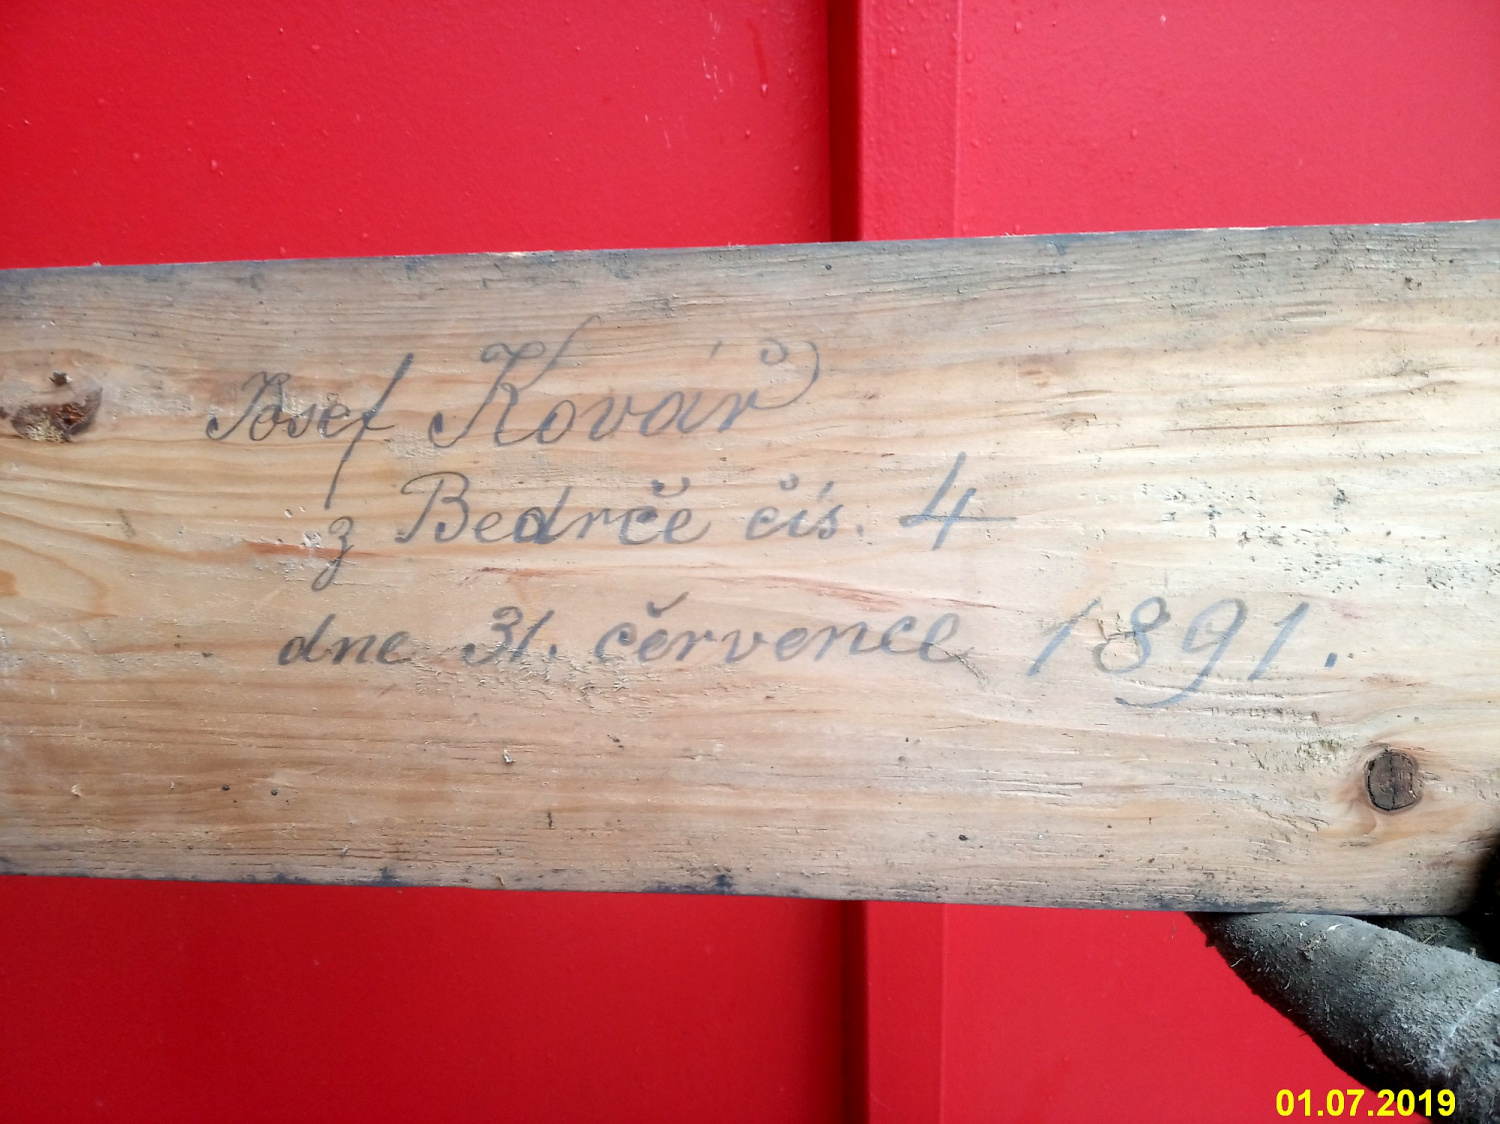 Josef Kovář
z Bedrče čís. 4
dne 31. července 1891.
01.07.2019